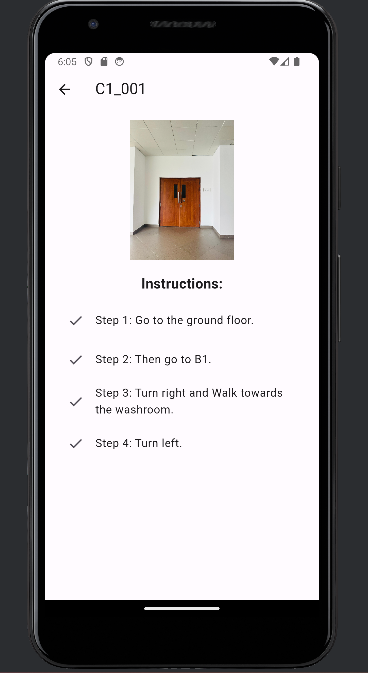 6:05
C1_001
Instructions:
Step 1: Go to the ground floor.
Step 2: Then go to B1.
Step 3: Turn right and Walk towards
the washroom.
Step 4: Turn left.